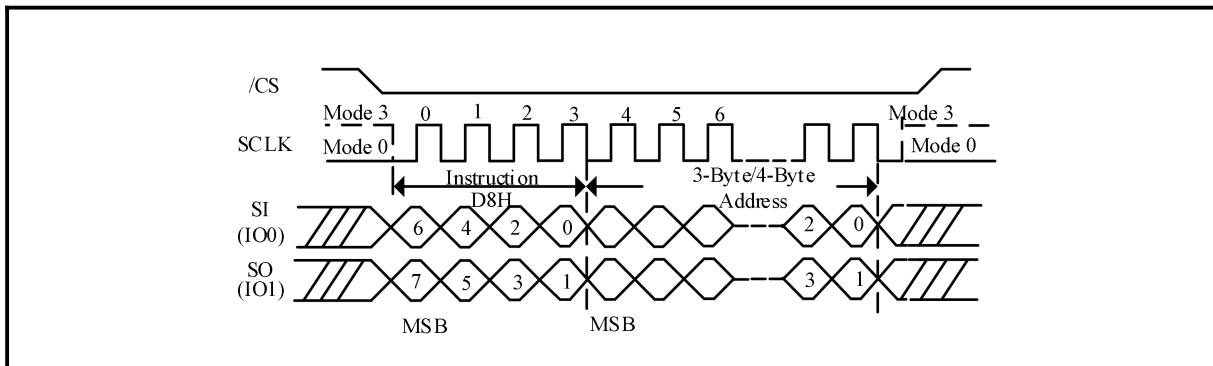 /CS
Mode 3 0 1 2 3 4 5 6 Mode 3
SCLK Mode 0 Mode 0
Instruction 3-Byte/4-Byte
D8H Address
SI
(IO0) 6 4 2 0 2 0
SO
(IO1) 7 5 3 1 3 1
MSB MSB